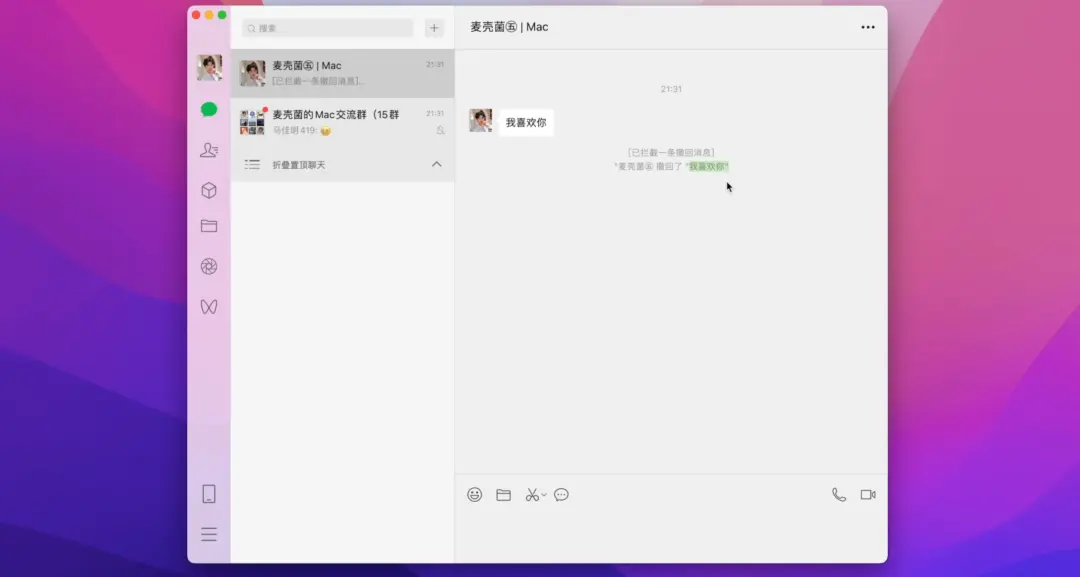 搜索
麦壳菌㊄ | Mac
21:31
[已拦截一条撤回消息]...
麦壳菌的Mac交流群（15群
21:31
马佳明419:
折叠置顶聊天
麦壳菌㊄ | Mac
21:31
我喜欢你
[已拦截一条撤回消息]
"麦壳菌㊄ 撤回了 "我喜欢你"